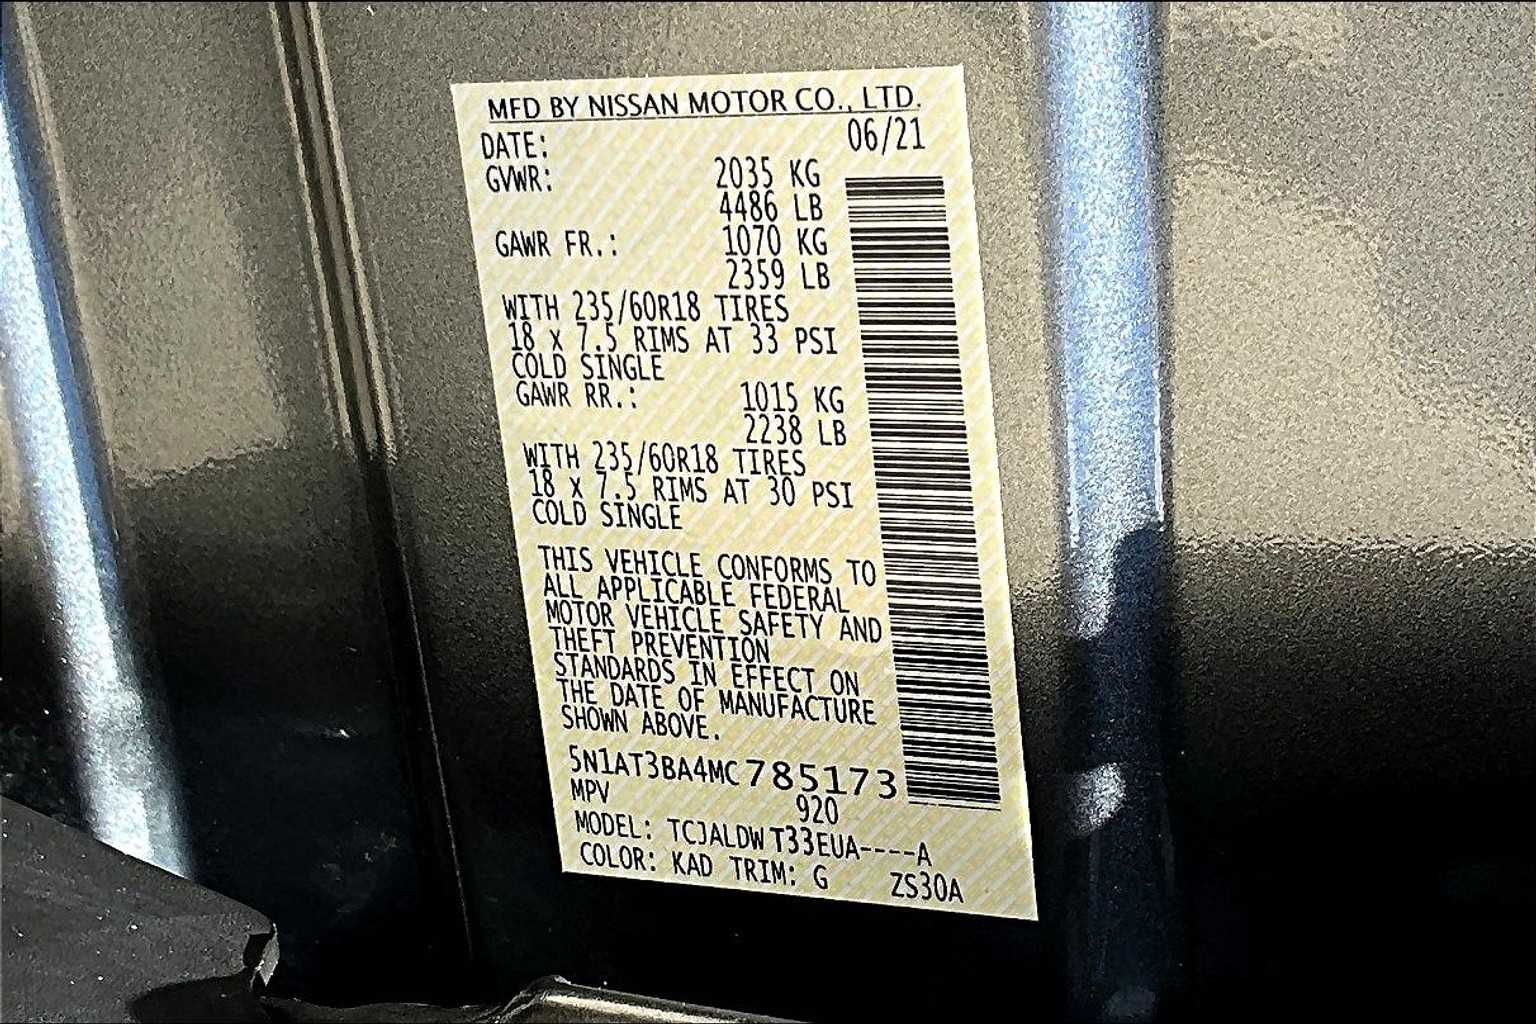 MFD BY NISSAN MOTOR CO., LTD.
DATE: 06/21
GVWR: 2035 KG
4486 LB
GAWR FR.: 1070 KG
2359 LB
WITH 235/60R18 TIRES
18 x 7.5 RIMS AT 33 PSI
COLD SINGLE
GAWR RR.: 1015 KG
2238 LB
WITH 235/60R18 TIRES
18 x 7.5 RIMS AT 30 PSI
COLD SINGLE
THIS VEHICLE CONFORMS TO
ALL APPLICABLE FEDERAL
MOTOR VEHICLE SAFETY AND
THEFT PREVENTION
STANDARDS IN EFFECT ON
THE DATE OF MANUFACTURE
SHOWN ABOVE.
5N1AT3BA4MC785173
MPV 920
MODEL: TCJALDW T33EUA----A
COLOR: KAD TRIM: G ZS30A